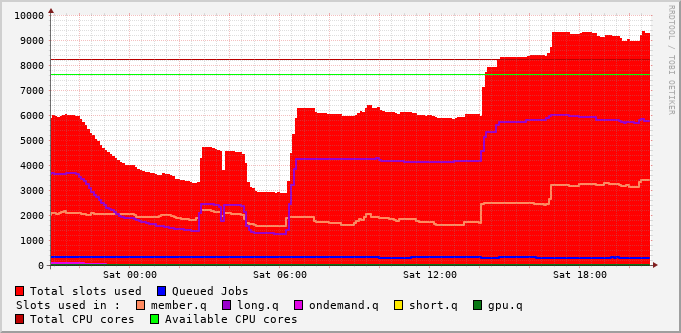 10000
9000
8000
7000
6000
5000
4000
3000
2000
1000
0
Sat 00:00 Sat 06:00 Sat 12:00 Sat 18:00
Total slots used Queued Jobs
Slots used in : member.q long.q ondemand.q short.q gpu.q
Total CPU cores Available CPU cores
RRDTOOL / TOBI OETIKER